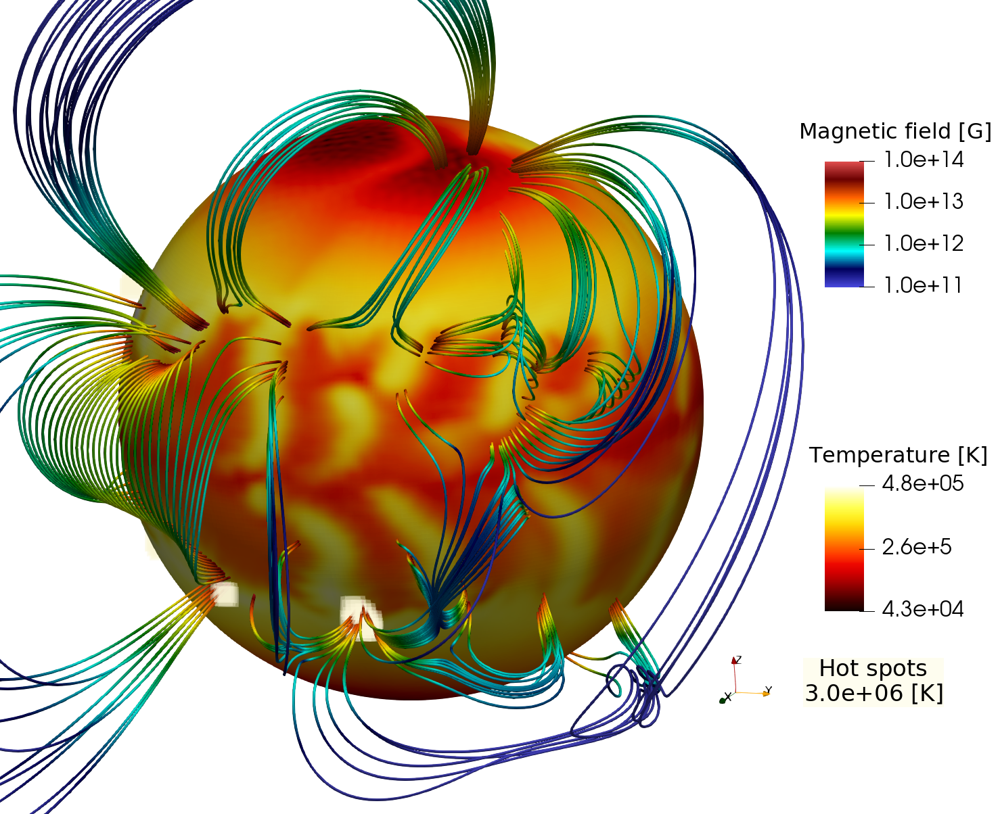 Magnetic field [G]
1.0e+14
1.0e+13
1.0e+12
1.0e+11
Temperature [K]
4.8e+05
2.6e+5
4.3e+04
Z
X
Y
Hot spots
3.0e+06 [K]